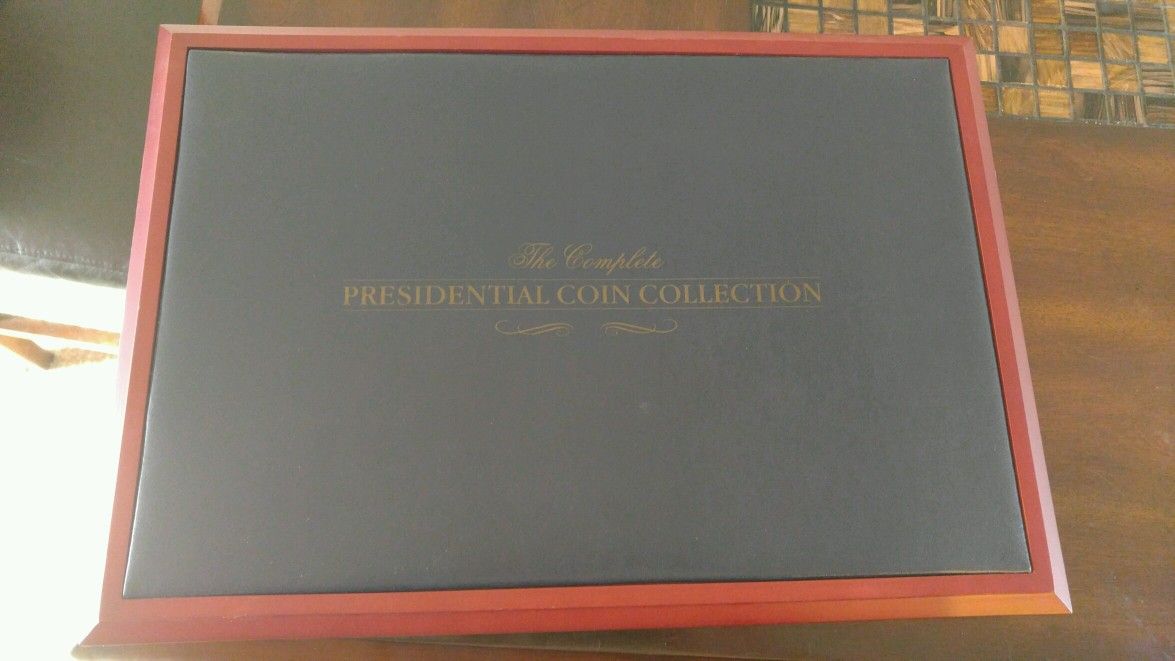 The Complete
PRESIDENTIAL COIN COLLECTION